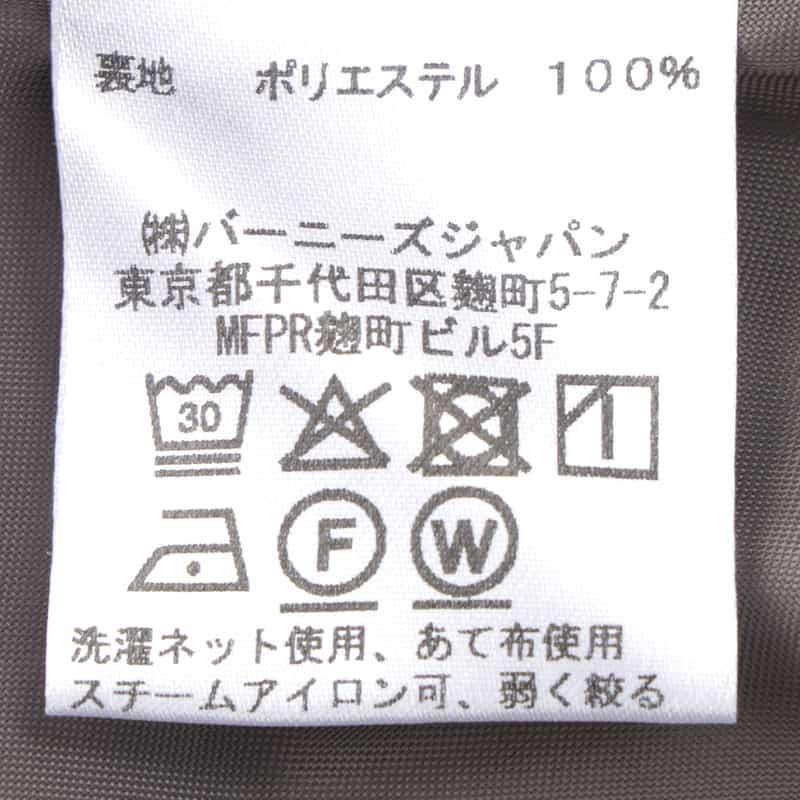 裏地 ポリエステル 100%
㈱バーニーズジャパン
東京都千代田区麹町5-7-2
MFPR麹町ビル5F
30
F W
洗濯ネット使用、あて布使用
スチームアイロン可、弱く絞る